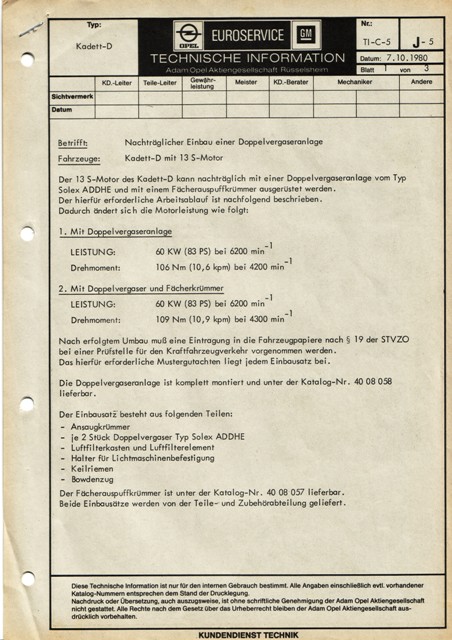 Typ:
Kadett-D
OPEL
EUROSERVICE
GM
TECHNISCHE INFORMATION
Adam Opel Aktiengesellschaft Rüsselsheim
Nr.:
TI-C-5 J-5
Datum: 7.10.1980
Blatt 1 von 3
KD.-Leiter Teile-Leiter Gewähr-leistung Meister KD.-Berater Mechaniker Andere
Sichtvermerk
Datum
Betrifft: Nachträglicher Einbau einer Doppelvergaseranlage
Fahrzeuge: Kadett-D mit 13 S-Motor
Der 13 S-Motor des Kadett-D kann nachträglich mit einer Doppelvergaseranlage vom Typ
Solex ADDHE und mit einem Fächerauspuffkrümmer ausgerüstet werden.
Der hierfür erforderliche Arbeitsablauf ist nachfolgend beschrieben.
Dadurch ändert sich die Motorleistung wie folgt:
1. Mit Doppelvergaseranlage
LEISTUNG: 60 KW (83 PS) bei 6200 min-1
Drehmoment: 106 Nm (10,6 kpm) bei 4200 min-1
2. Mit Doppelvergaser und Fächerkrümmer
LEISTUNG: 60 KW (83 PS) bei 6200 min-1
Drehmoment: 109 Nm (10,9 kpm) bei 4300 min-1
Nach erfolgtem Umbau muß eine Eintragung in die Fahrzeugpapiere nach § 19 der STVZO
bei einer Prüfstelle für den Kraftfahrzeugverkehr vorgenommen werden.
Das hierfür erforderliche Mustergutachten liegt jedem Einbausatz bei.
Die Doppelvergaseranlage ist komplett montiert und unter der Katalog-Nr. 40 08 058
lieferbar.
Der Einbausatz besteht aus folgenden Teilen:
- Ansaugkrümmer
- je 2 Stück Doppelvergaser Typ Solex ADDHE
- Luftfilterkasten und Luftfilterelement
- Halter für Lichtmaschinenbefestigung
- Keilriemen
- Bowdenzug
Der Fächerauspuffkrümmer ist unter der Katalog-Nr. 40 08 057 lieferbar.
Beide Einbausätze werden von der Teile- und Zubehörabteilung geliefert.
Diese Technische Information ist nur für den internen Gebrauch bestimmt. Alle Angaben einschließlich evtl. vorhandener
Katalog-Nummern entsprechen dem Stand der Drucklegung.
Nachdruck oder Übersetzung, auch auszugsweise, ist ohne schriftliche Genehmigung der Adam Opel Aktiengesellschaft
nicht gestattet. Alle Rechte nach dem Gesetz über das Urheberrecht bleiben der Adam Opel Aktiengesellschaft aus-
drücklich vorbehalten.
KUNDENDIENST TECHNIK